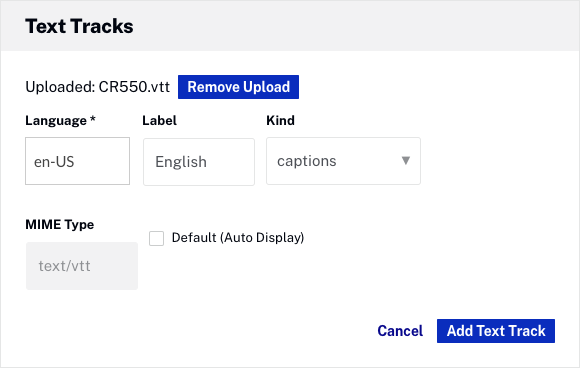 Text Tracks
Uploaded: CR550.vtt Remove Upload
Language * Label Kind
en-US English captions
MIME Type
Default (Auto Display)
text/vtt
Cancel Add Text Track